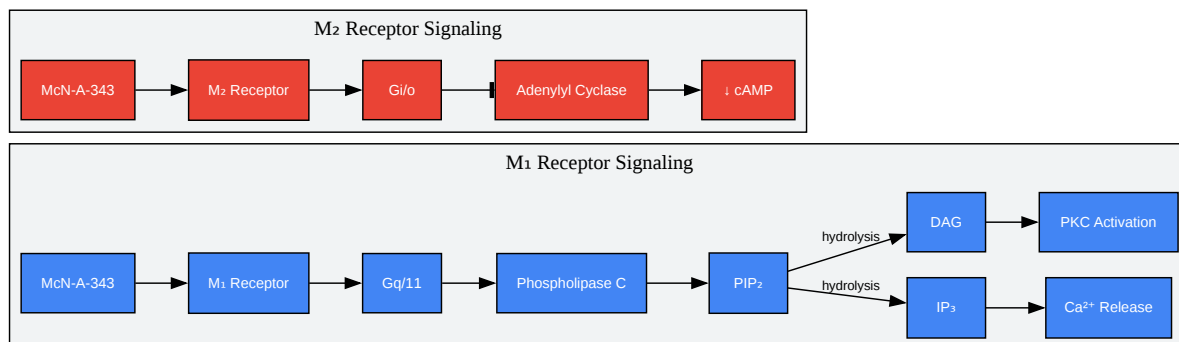 M₂ Receptor Signaling
McN-A-343
M₂ Receptor
Gi/o
Adenylyl Cyclase
↓ cAMP
M₁ Receptor Signaling
McN-A-343
M₁ Receptor
Gq/11
Phospholipase C
PIP₂
hydrolysis
DAG
PKC Activation
hydrolysis
IP₃
Ca²⁺ Release